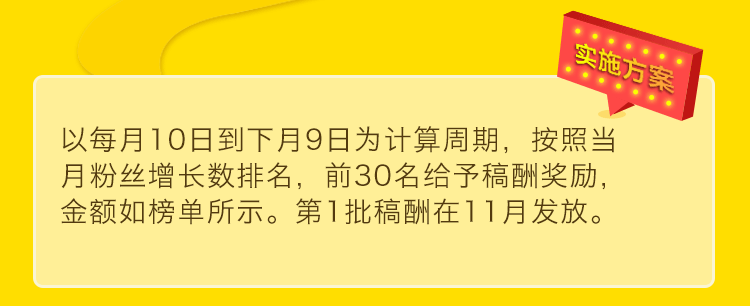 实施方案
以每月10日到下月9日为计算周期，按照当
月粉丝增长数排名，前30名给予稿酬奖励，
金额如榜单所示。第1批稿酬在11月发放。